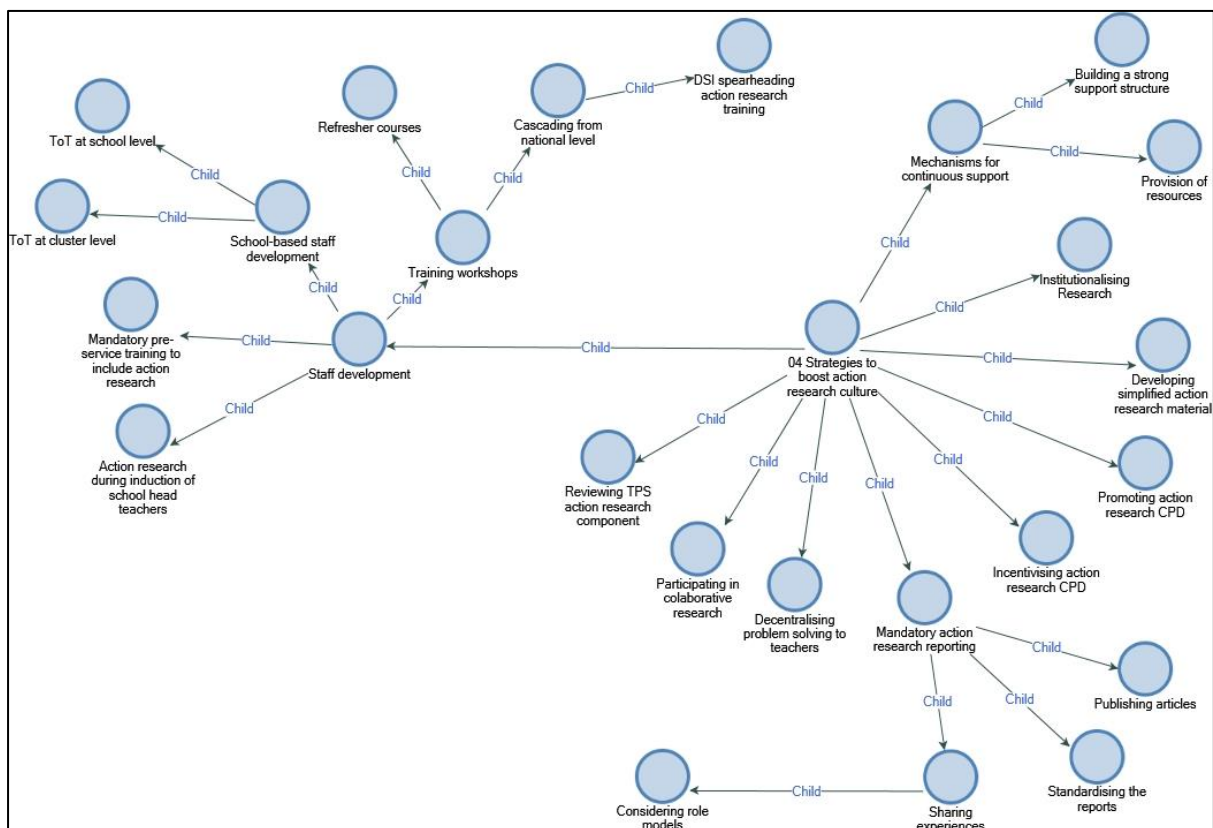 Building a strong
support structure
Child
DSI spearheading
action research
training
Child
Refresher courses
Cascading from
national level
ToT at school level
Child
Mechanisms for
continuous support
Child
Provision of
resources
Child
Child
Child
ToT at cluster level
Child
School-based staff
development
Training workshops
Child
Institutionalising
Research
Child
Child
Child
Mandatory pre-
service training to
include action
research
Child
Staff development
Child
04 Strategies to
boost action
research culture
Child
Developing
simplified action
research material
Child
Action research
during induction of
school head
teachers
Child
Reviewing TPS
action research
component
Child
Child
Child
Child
Child
Promoting action
research CPD
Participating in
colaborative
research
Decentralising
problem solving to
teachers
Incentivising action
research CPD
Mandatory action
research reporting
Child
Publishing articles
Child
Child
Standardising the
reports
Child
Considering role
models
Sharing
experiences